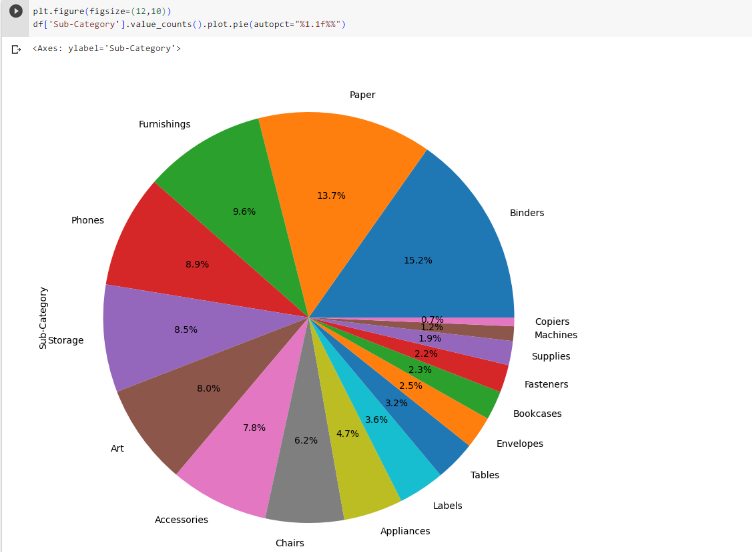 plt.figure(figsize=(12,10))
df['Sub-Category'].value_counts().plot.pie(autopct="%1.1f%%")
<Axes: ylabel='Sub-Category'>
Paper
Furnishings
13.7%
9.6%
Binders
Phones
8.9%
15.2%
Sub-Category
Storage
8.5%
0.7%
Copiers
1.2%
Machines
1.9%
Supplies
2.2%
2.3%
Fasteners
8.0%
2.5%
3.2%
Bookcases
7.8%
3.6%
4.7%
6.2%
Envelopes
Art
Tables
Labels
Accessories
Appliances
Chairs